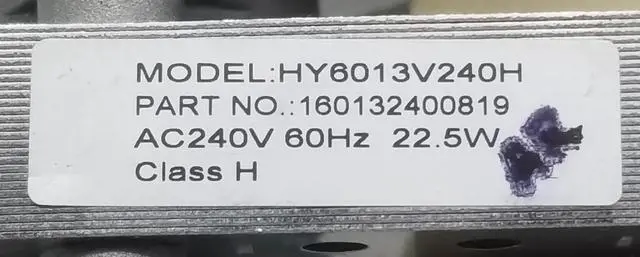 MODEL:HY6013V240H
PART NO.:160132400819
AC240V 60Hz 22.5W
Class H